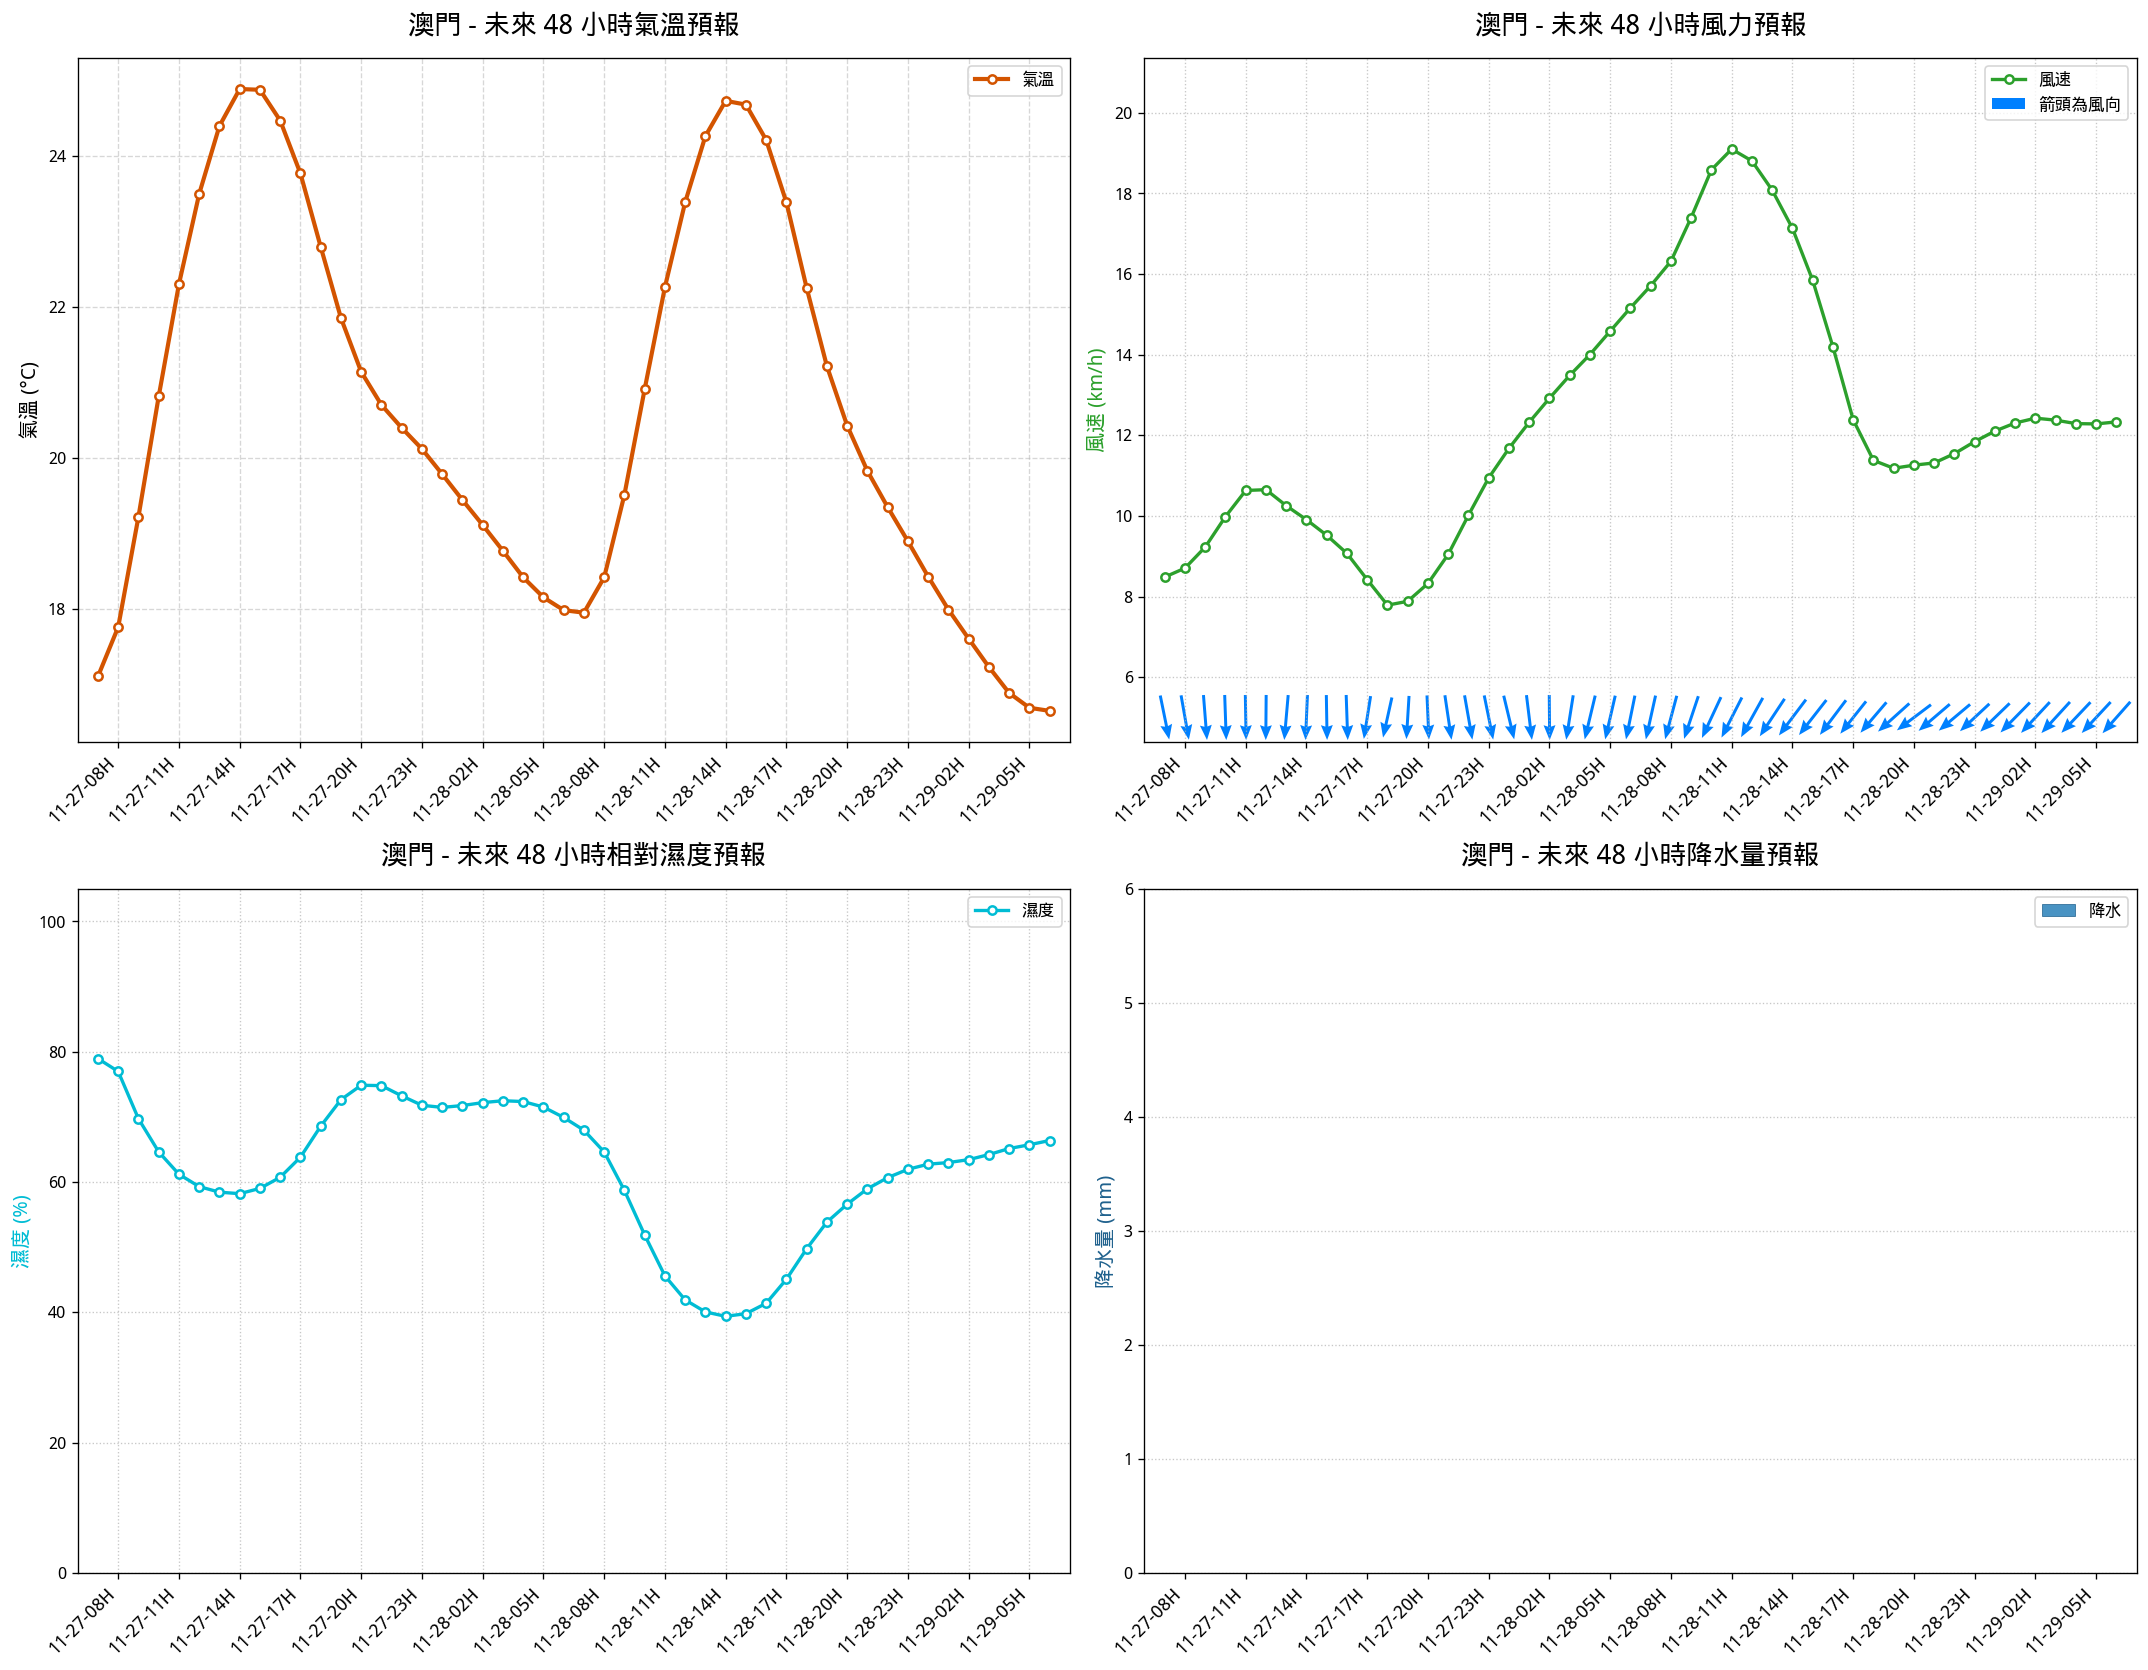 澳門 - 未來 48 小時氣溫預報
氣溫
氣溫 (°C)
24
22
20
18
11-27-08H
11-27-11H
11-27-14H
11-27-17H
11-27-20H
11-27-23H
11-28-02H
11-28-05H
11-28-08H
11-28-11H
11-28-14H
11-28-17H
11-28-20H
11-28-23H
11-29-02H
11-29-05H
澳門 - 未來 48 小時風力預報
風速
箭頭為風向
風速 (km/h)
20
18
16
14
12
10
8
6
11-27-08H
11-27-11H
11-27-14H
11-27-17H
11-27-20H
11-27-23H
11-28-02H
11-28-05H
11-28-08H
11-28-11H
11-28-14H
11-28-17H
11-28-20H
11-28-23H
11-29-02H
11-29-05H
澳門 - 未來 48 小時相對濕度預報
濕度
濕度 (%)
100
80
60
40
20
0
11-27-08H
11-27-11H
11-27-14H
11-27-17H
11-27-20H
11-27-23H
11-28-02H
11-28-05H
11-28-08H
11-28-11H
11-28-14H
11-28-17H
11-28-20H
11-28-23H
11-29-02H
11-29-05H
澳門 - 未來 48 小時降水量預報
降水
降水量 (mm)
6
5
4
3
2
1
0
11-27-08H
11-27-11H
11-27-14H
11-27-17H
11-27-20H
11-27-23H
11-28-02H
11-28-05H
11-28-08H
11-28-11H
11-28-14H
11-28-17H
11-28-20H
11-28-23H
11-29-02H
11-29-05H